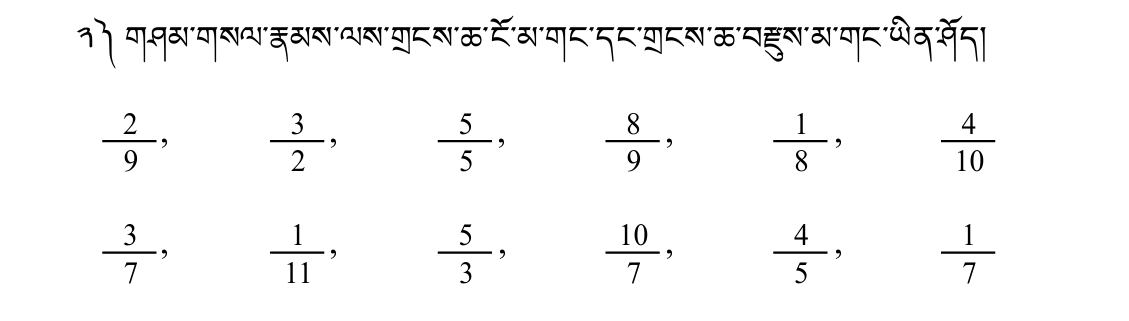 ༢༽ གཤམ་གསལ་རྣམས་ལས་གྲངས་ཆ་ངོ་མ་གང་དང་གྲངས་ཆ་བརྫུས་མ་གང་ཡིན་ཤོད།
2/9, 3/2, 5/5, 8/9, 1/8, 4/10
3/7, 1/11, 5/3, 10/7, 4/5, 1/7